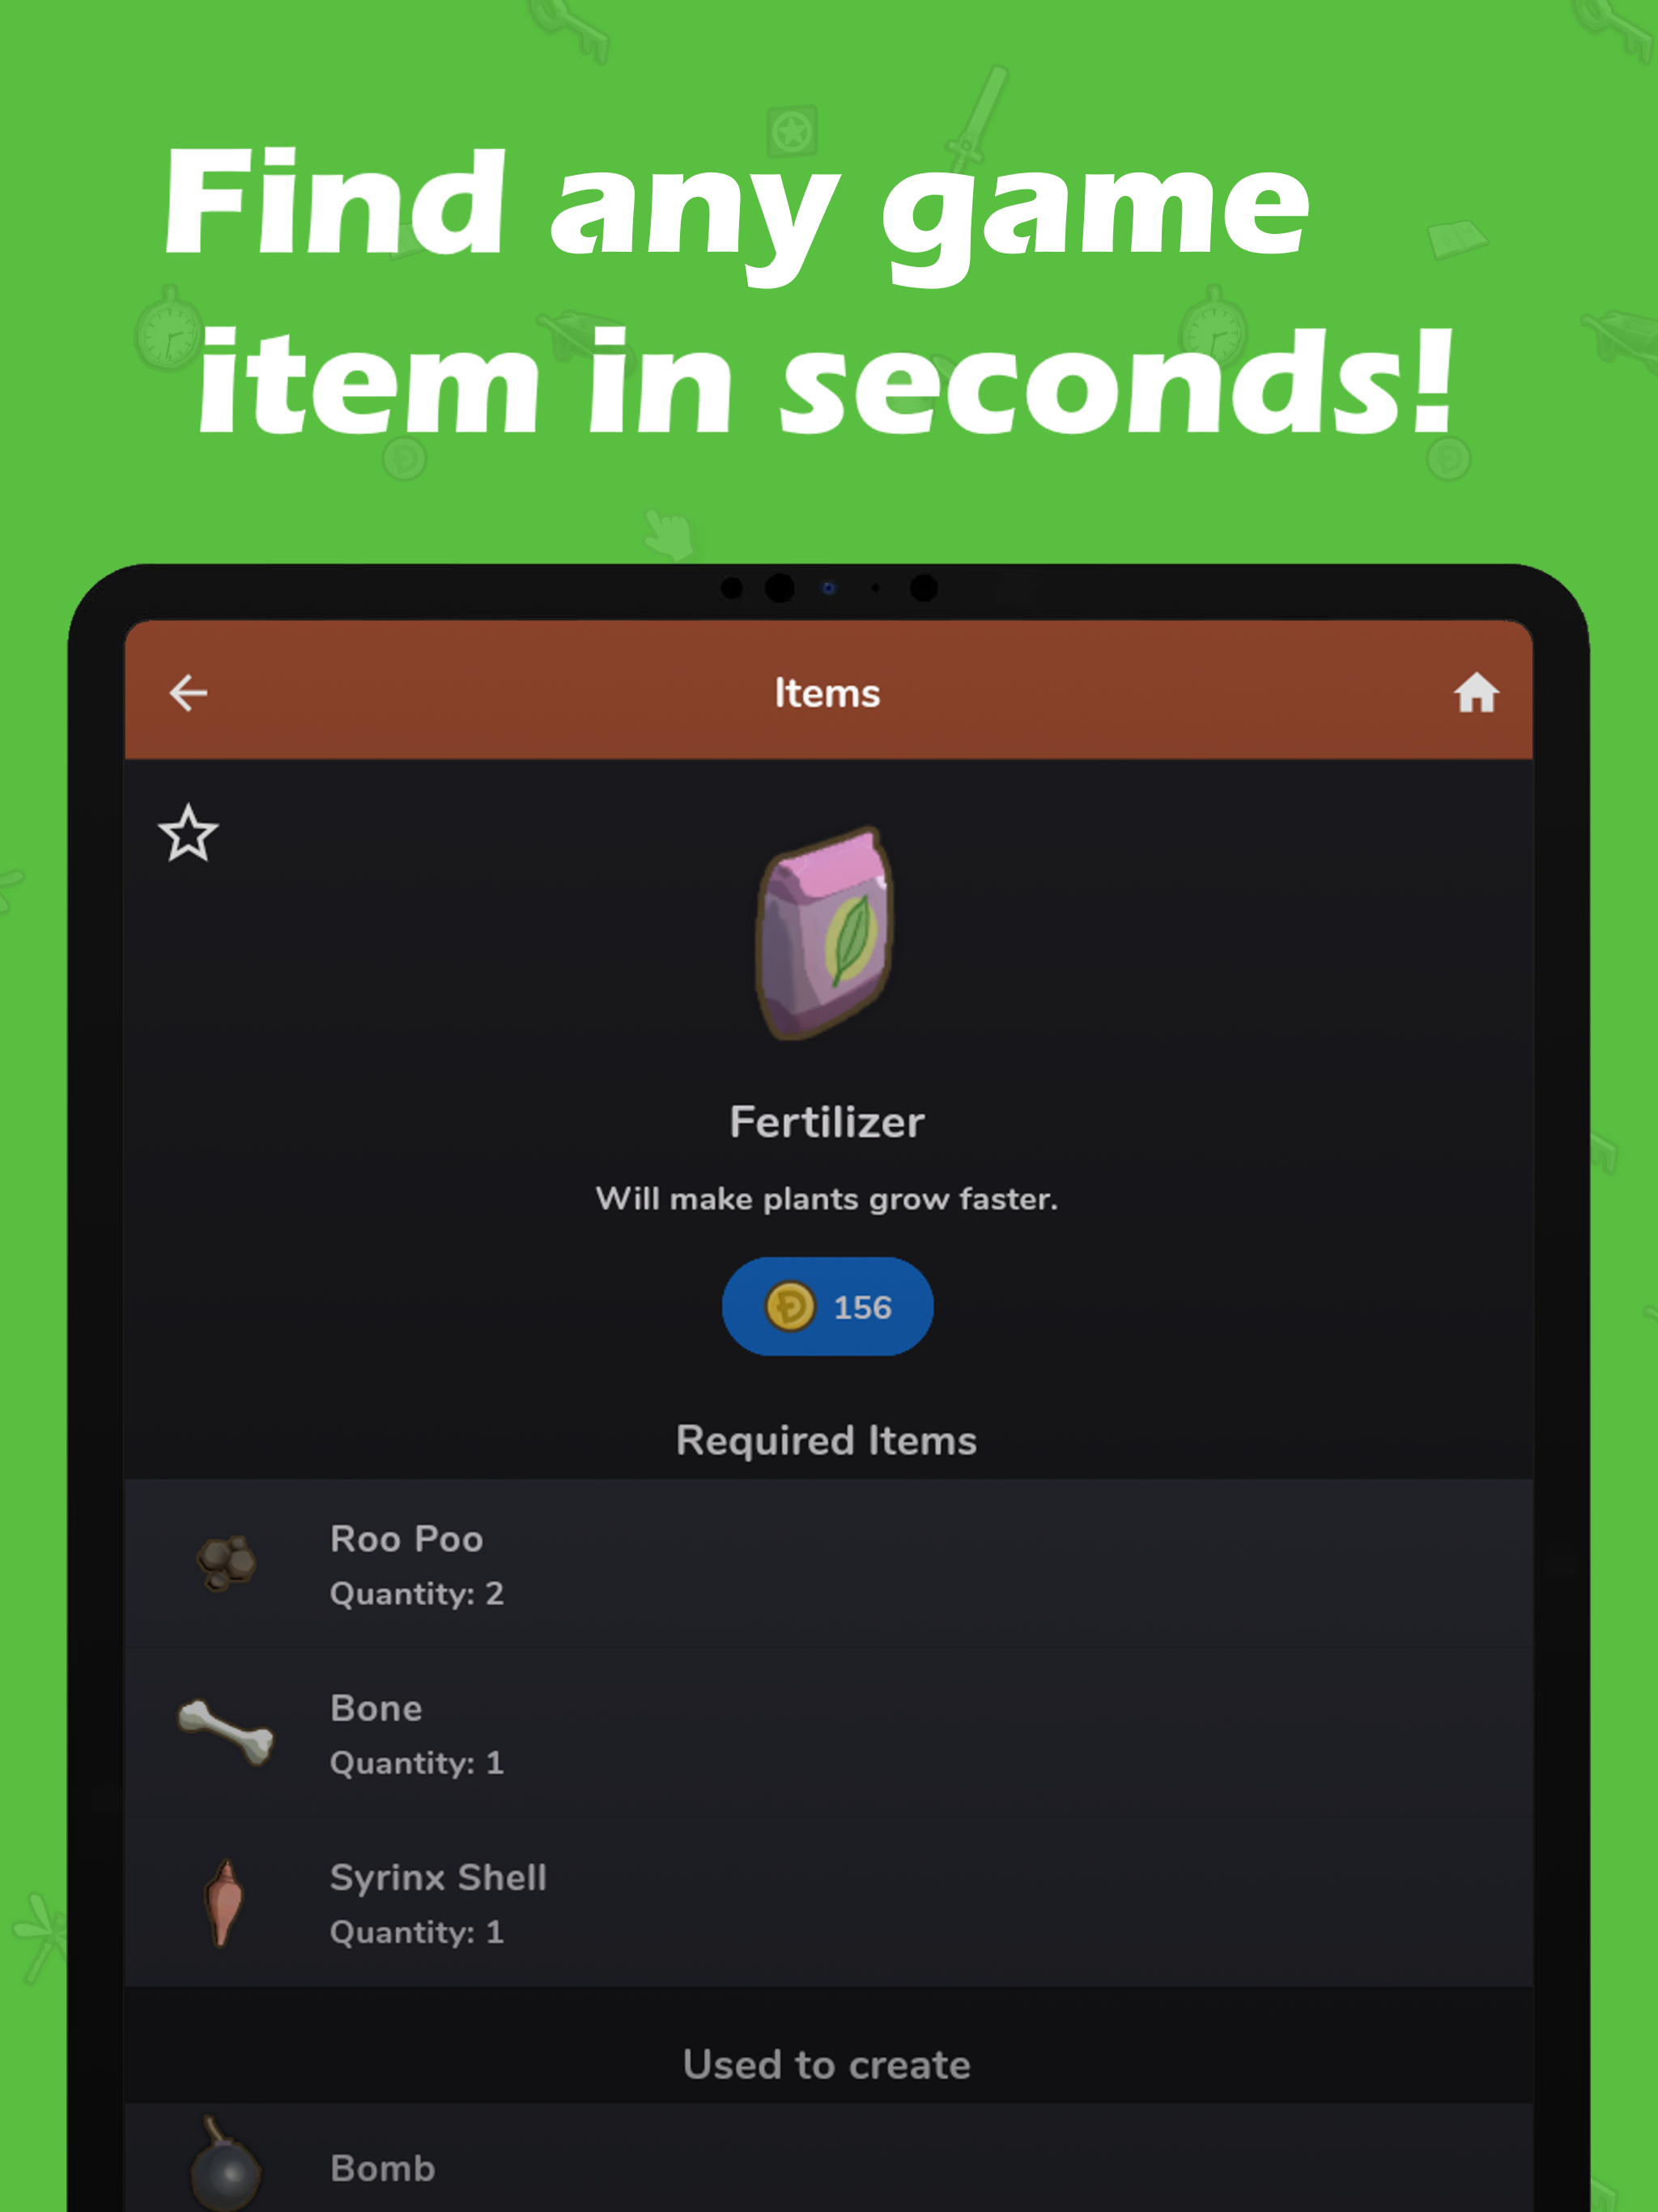 Find any game
item in seconds!
Items
Fertilizer
Will make plants grow faster.
156
Required Items
Roo Poo
Quantity: 2
Bone
Quantity: 1
Syrinx Shell
Quantity: 1
Used to create
Bomb